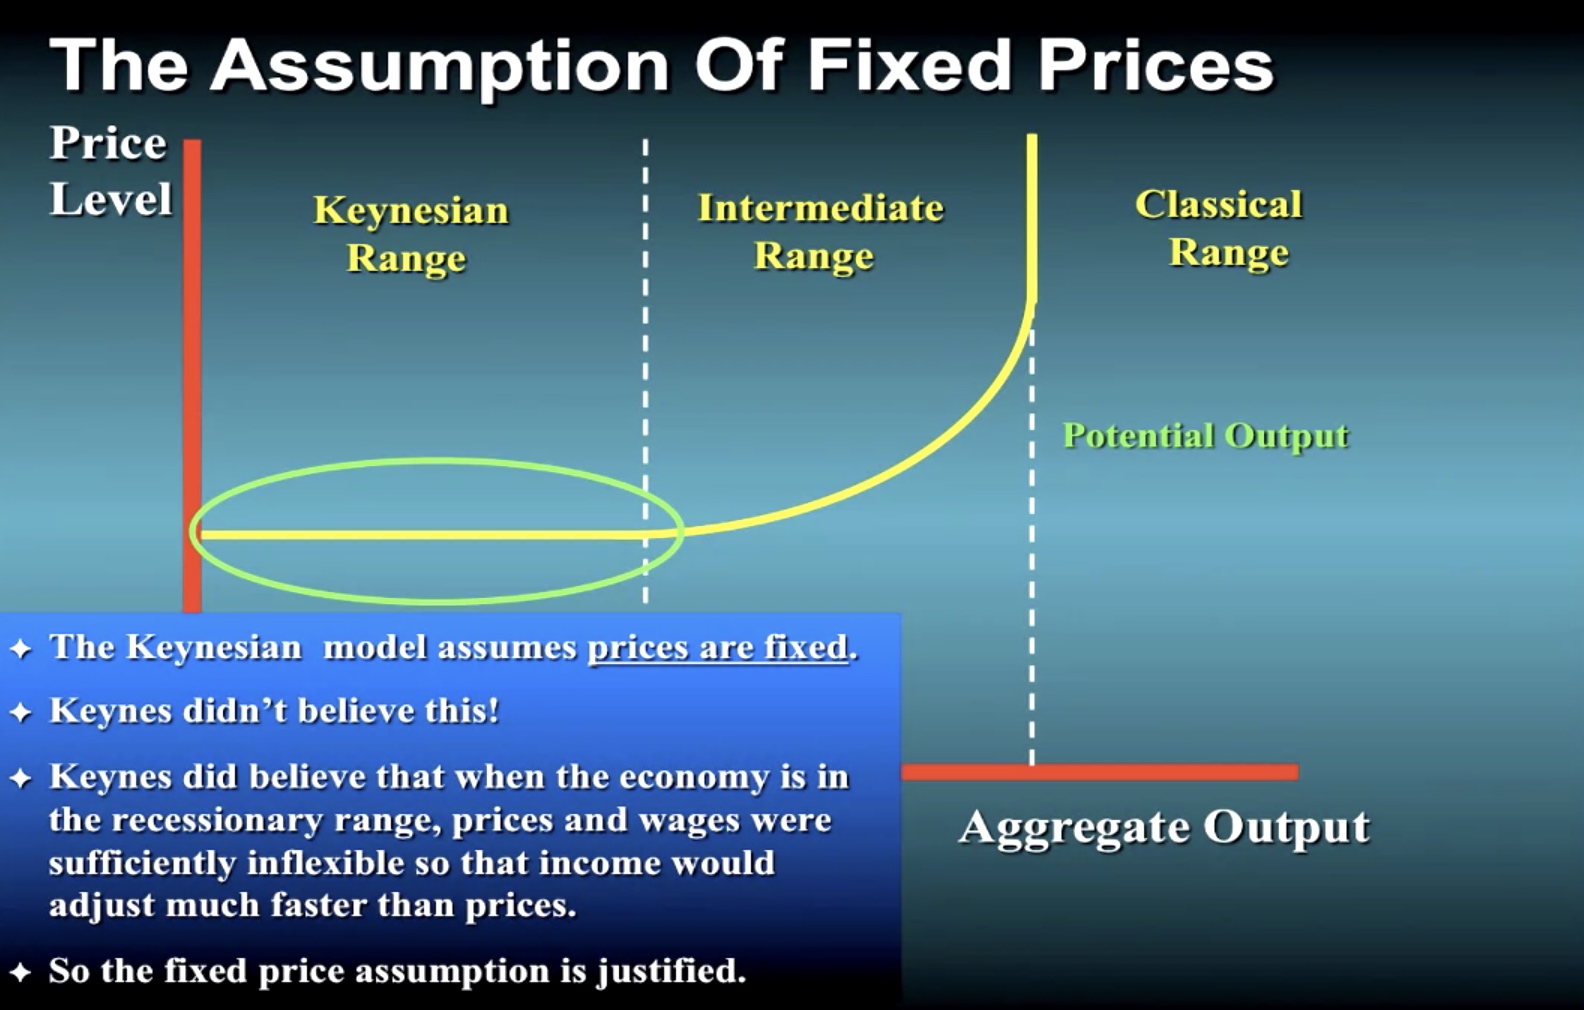 The Assumption Of Fixed Prices
Price
Level
Keynesian
Range
Intermediate
Range
Classical
Range
Potential Output
✦ The Keynesian model assumes prices are fixed.
✦ Keynes didn’t believe this!
✦ Keynes did believe that when the economy is in
the recessionary range, prices and wages were
sufficiently inflexible so that income would
adjust much faster than prices.
✦ So the fixed price assumption is justified.
Aggregate Output